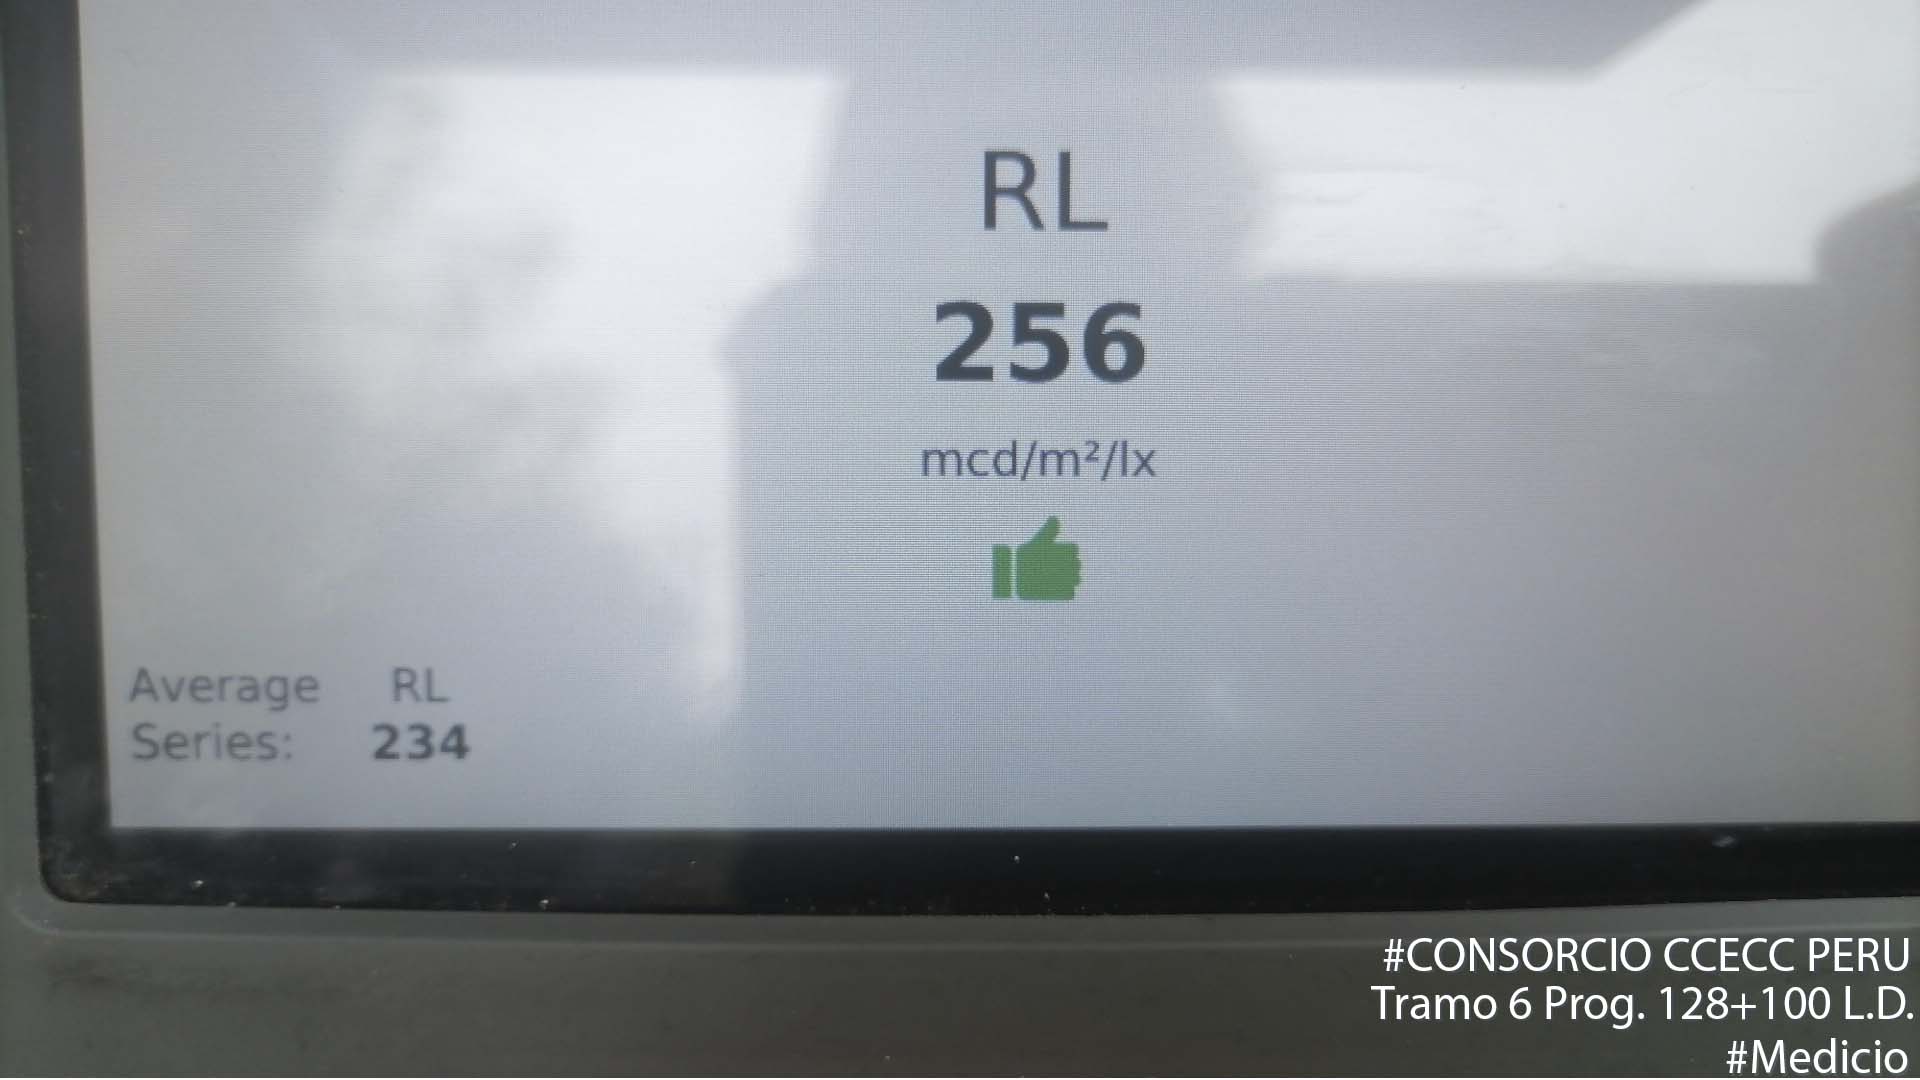 RL
256
mcd/m²/lx
Average RL
Series: 234
#CONSORCIO CCECC PERU
Tramo 6 Prog. 128+100 L.D.
#Medicio